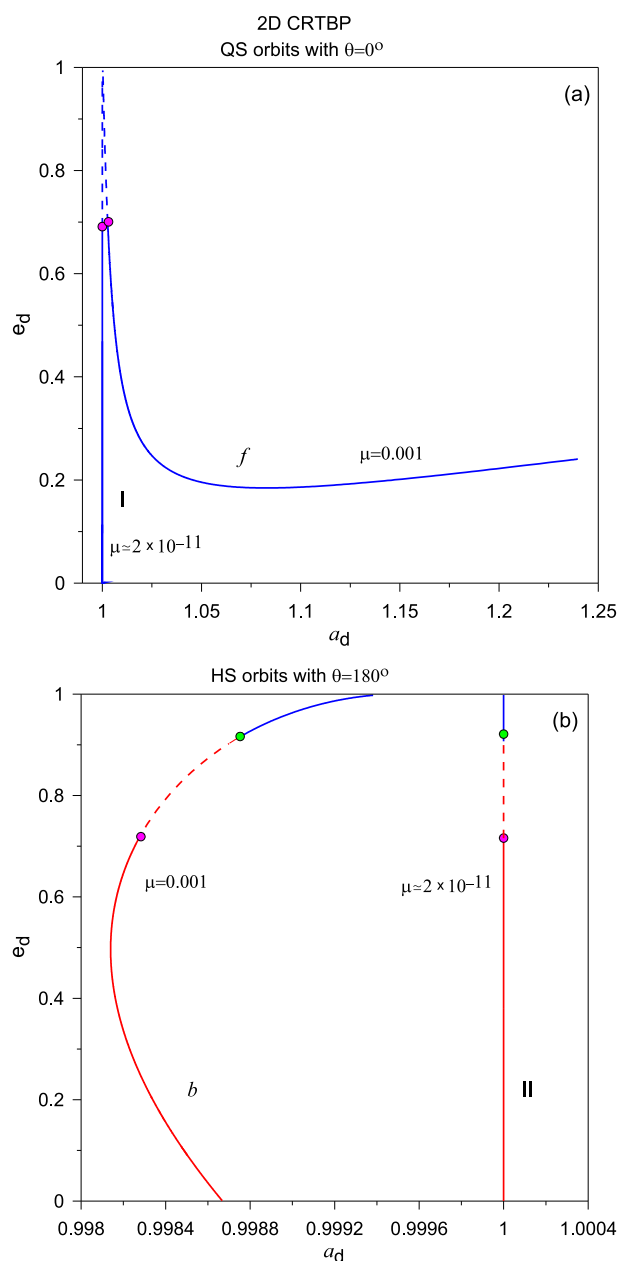 2D CRTBP
QS orbits with θ=0°
(a)
1
0.8
0.6
0.4
0.2
0
e_d
f
μ=0.001
I
μ≃2 × 10⁻¹¹
1 1.05 1.1 1.15 1.2 1.25
a_d
HS orbits with θ=180°
(b)
1
0.8
0.6
0.4
0.2
0
e_d
μ=0.001
μ≃2 × 10⁻¹¹
b
II
0.998 0.9984 0.9988 0.9992 0.9996 1 1.0004
a_d